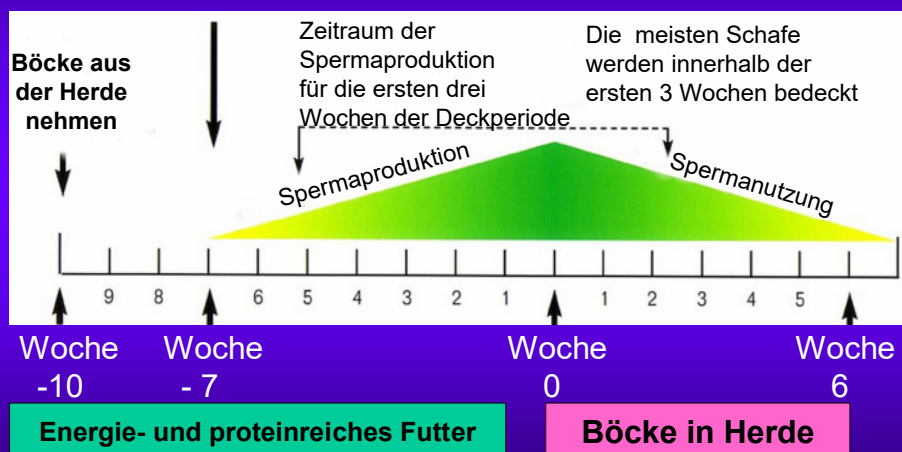 Böcke aus
der Herde
nehmen
Zeitraum der
Spermaproduktion
für die ersten drei
Wochen der Deckperiode
Die meisten Schafe
werden innerhalb der
ersten 3 Wochen bedeckt
Spermaproduktion
Spermanutzung
9 8 6 5 4 3 2 1 1 2 3 4 5
Woche Woche Woche Woche
-10 - 7 0 6
Energie- und proteinreiches Futter
Böcke in Herde